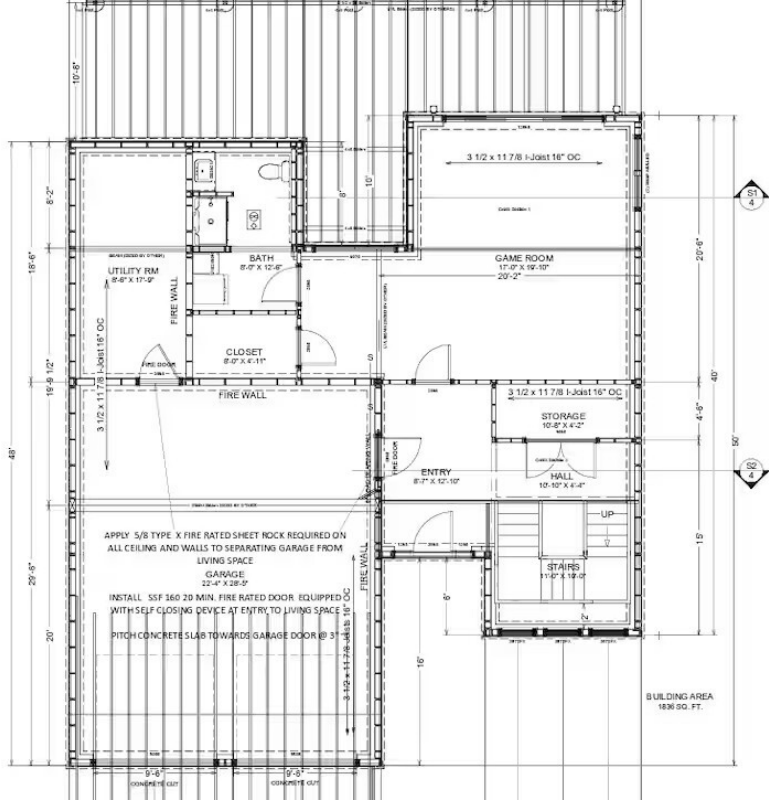 10'-8"
3 1/2 x 11 7/8 I-Joist 16" OC
S1
4
8'-2"
8'
10'
BATH
8'-0" X 12'-6"
UTILITY RM
8'-6" X 17'-9"
GAME ROOM
17'-0" X 19'-10"
20'-2"
18'-6"
20'-6"
FIRE WALL
3 1/2 x 11 7/8 I-Joist 16" OC
CLOSET
8'-0" X 4'-11"
FIRE DOOR
S
40'
19'-9 1/2"
FIRE WALL
S
3 1/2 x 11 7/8 I-Joist 16" OC
STORAGE
10'-8" X 4'-2"
4'-6"
48'
50'
FIRE DOOR
ENTRY
8'-7" X 12'-10"
HALL
10'-10" X 4'-4"
S2
4
UP
APPLY 5/8 TYPE X FIRE RATED SHEET ROCK REQUIRED ON
ALL CEILING AND WALLS TO SEPARATING GARAGE FROM
LIVING SPACE
GARAGE
22'-4" X 28'-5"
INSTALL SSF 160 20 MIN. FIRE RATED DOOR EQUIPPED
WITH SELF CLOSING DEVICE AT ENTRY TO LIVING SPACE
PITCH CONCRETE SLAB TOWARDS GARAGE DOOR @ 3"
FIRE WALL
3 1/2 x 11 7/8 I-Joists 16" OC
STAIRS
11'-0" X 19'-0"
15'
29'-6"
20'
6'
2'
16'
BUILDING AREA
1836 SQ. FT.
9'-6"
CONCRETE CUT
9'-6"
CONCRETE CUT